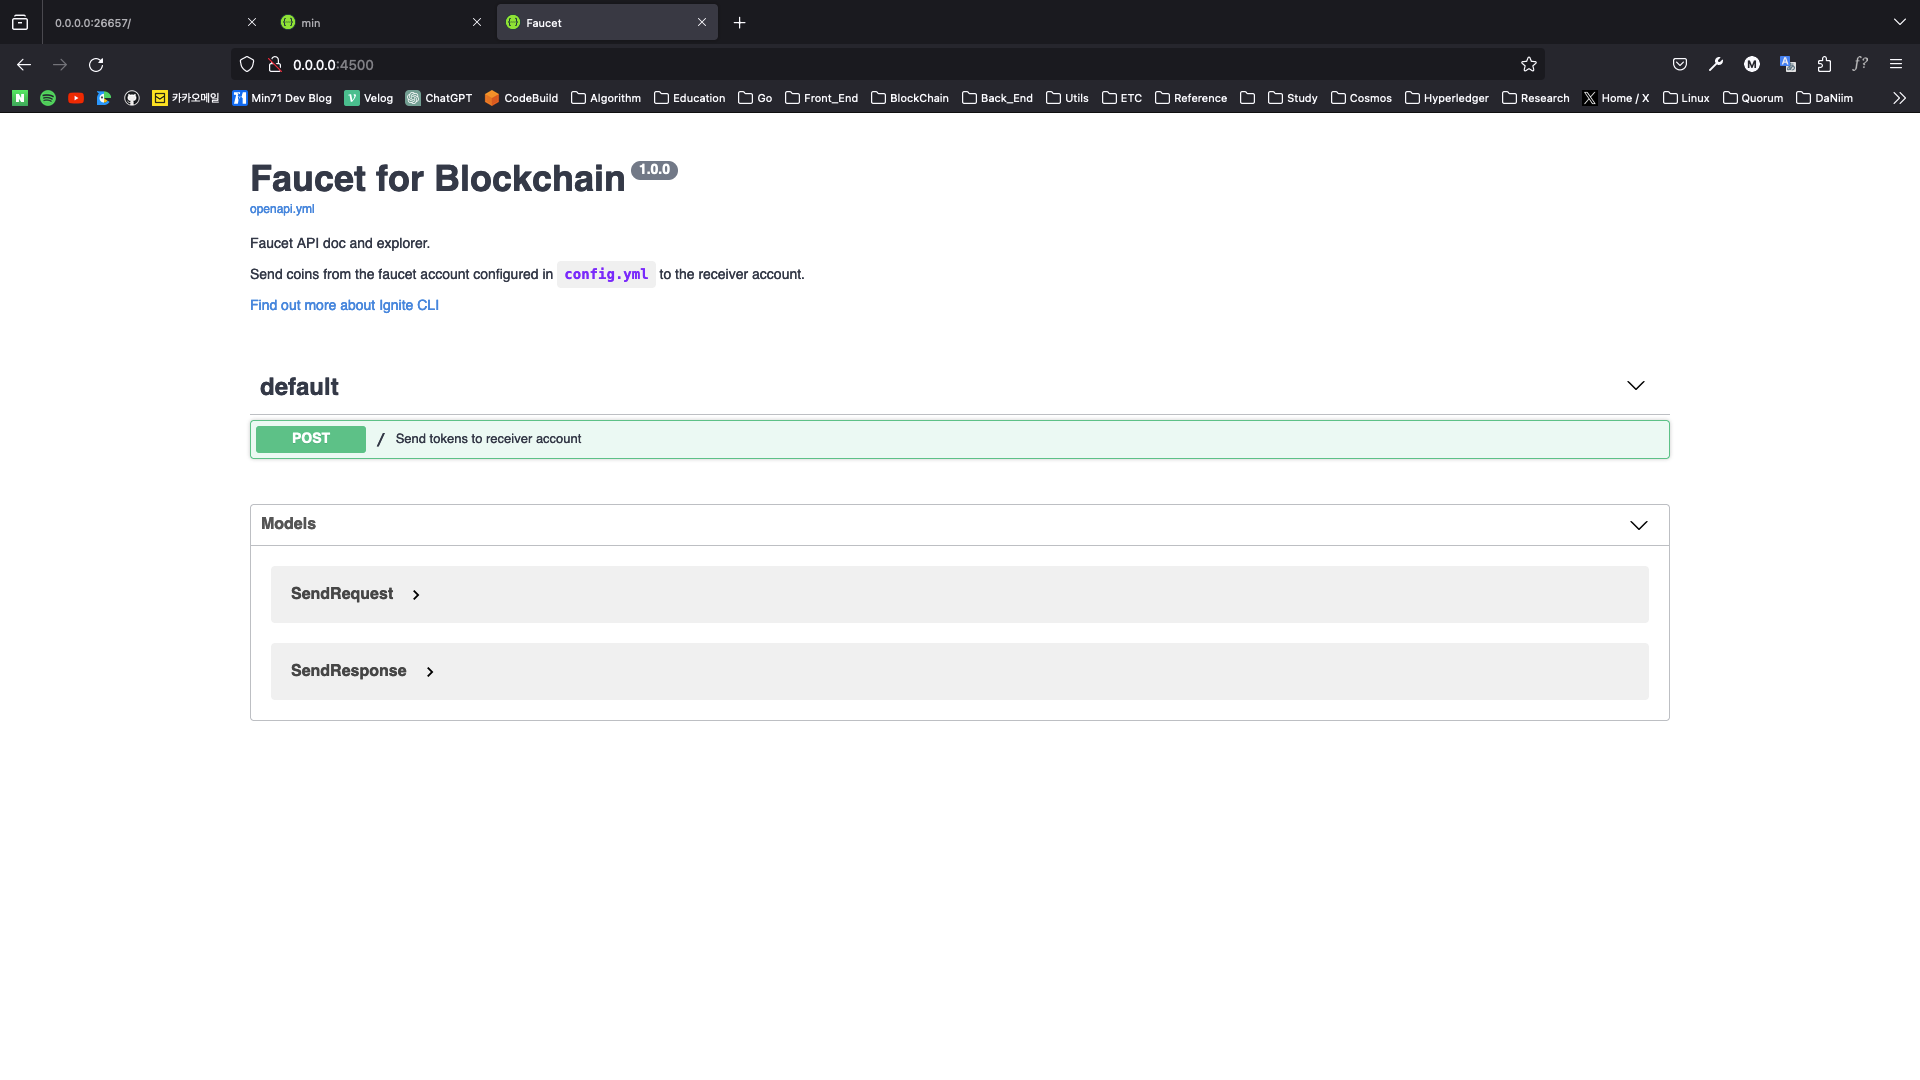 0.0.0.0:26657/
min
Faucet
0.0.0.0:4500
카카오메일 Min71 Dev Blog Velog ChatGPT CodeBuild Algorithm Education Go Front_End BlockChain Back_End Utils ETC Reference Study Cosmos Hyperledger Research Home / X Linux Quorum DaNiim
Faucet for Blockchain 1.0.0
openapi.yml
Faucet API doc and explorer.
Send coins from the faucet account configured in config.yml to the receiver account.
Find out more about Ignite CLI
default
POST / Send tokens to receiver account
Models
SendRequest
SendResponse